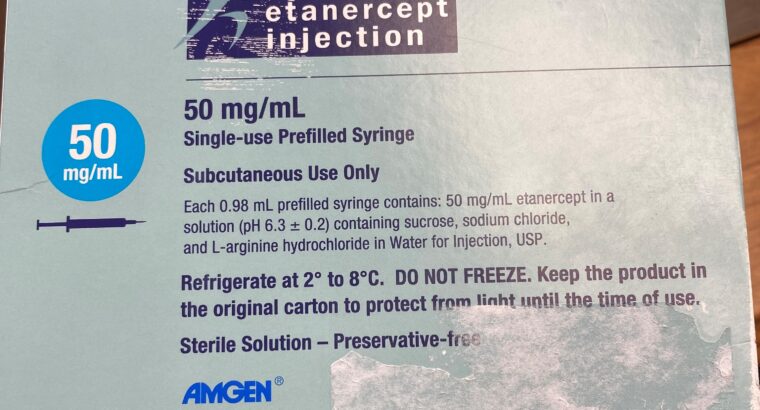 etanercept
injection
50 mg/mL
Single-use Prefilled Syringe
50
mg/mL
Subcutaneous Use Only
Each 0.98 mL prefilled syringe contains: 50 mg/mL etanercept in a
solution (pH 6.3 ± 0.2) containing sucrose, sodium chloride,
and L-arginine hydrochloride in Water for Injection, USP.
Refrigerate at 2° to 8°C. DO NOT FREEZE. Keep the product in
the original carton to protect from light until the time of use.
Sterile Solution – Preservative-free
AMGEN®